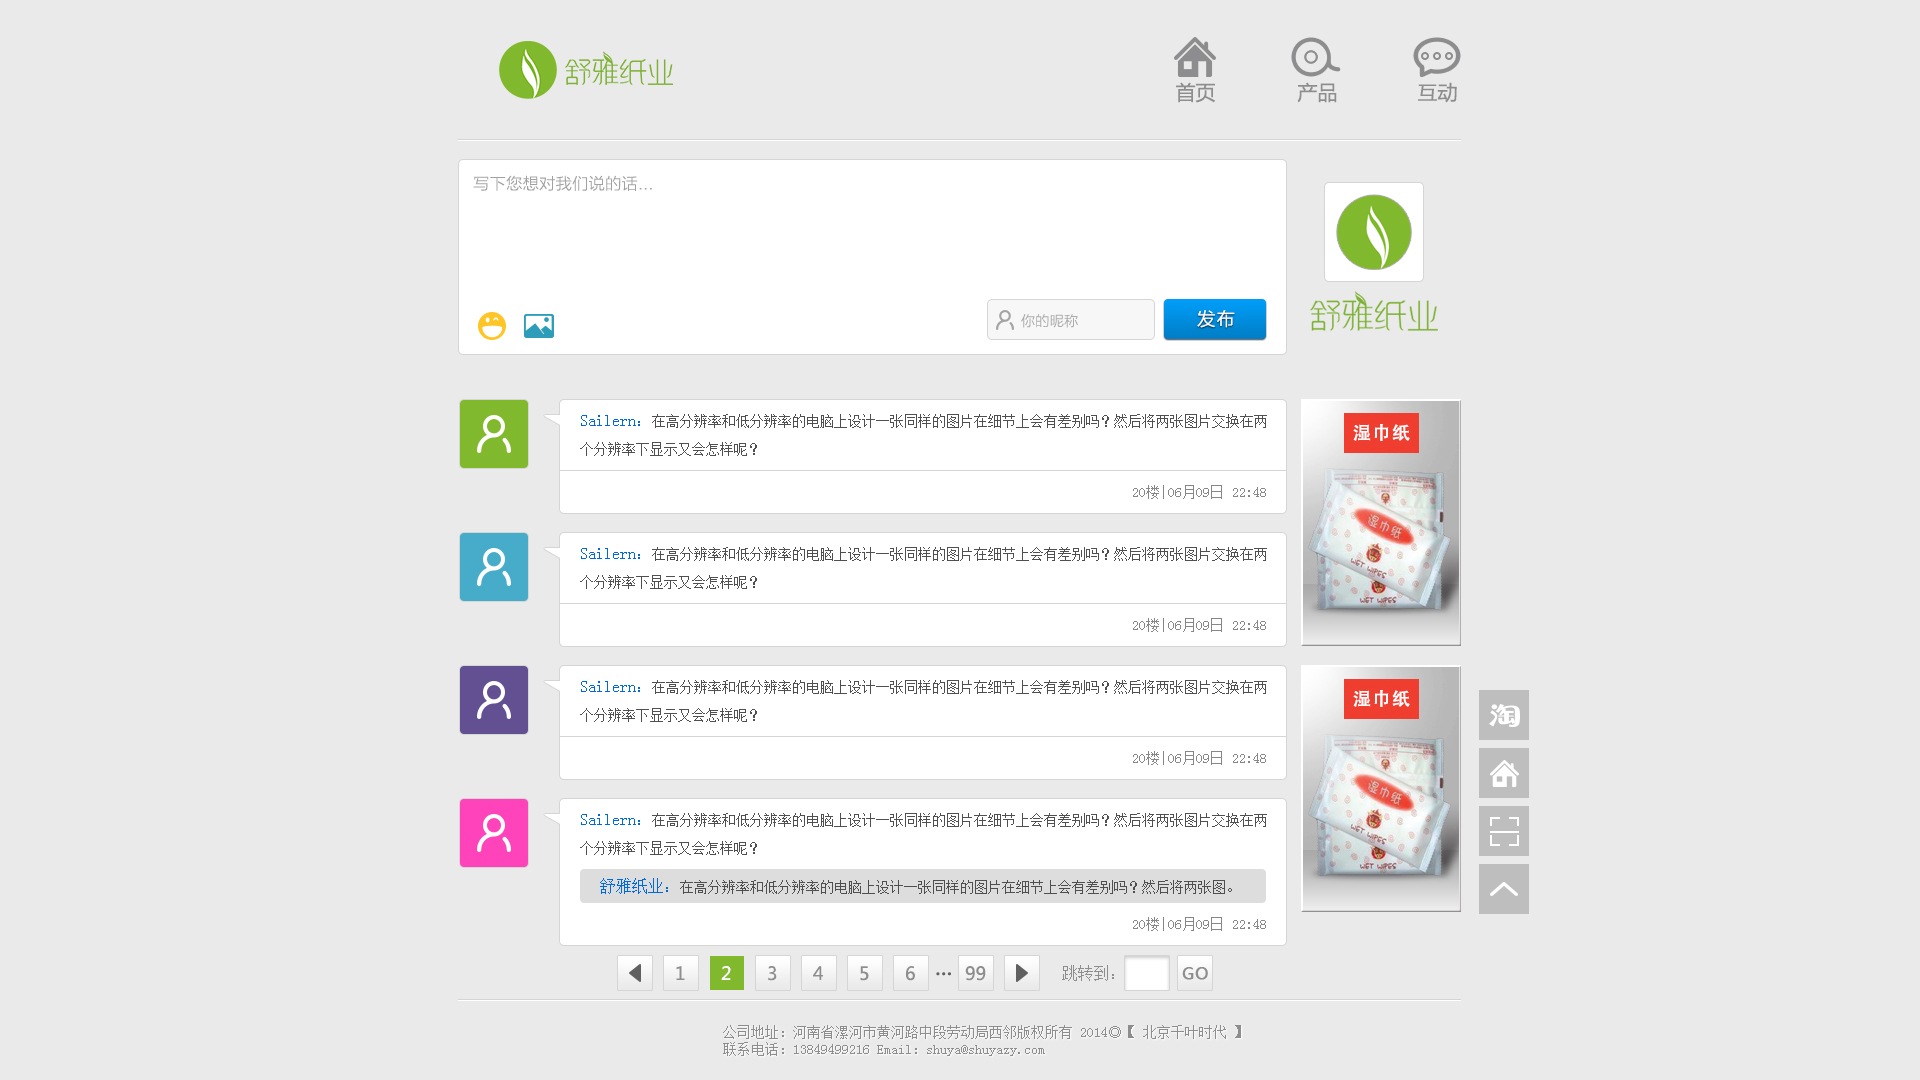 舒雅纸业
首页 产品 互动
写下您想对我们说的话...
你的昵称 发布
舒雅纸业
Sailern：在高分辨率和低分辨率的电脑上设计一张同样的图片在细节上会有差别吗？然后将两张图片交换在两
个分辨率下显示又会怎样呢？
20楼|06月09日 22:48
湿巾纸
湿巾纸
WET WIPES
WET WIPES
Sailern：在高分辨率和低分辨率的电脑上设计一张同样的图片在细节上会有差别吗？然后将两张图片交换在两
个分辨率下显示又会怎样呢？
20楼|06月09日 22:48
Sailern：在高分辨率和低分辨率的电脑上设计一张同样的图片在细节上会有差别吗？然后将两张图片交换在两
个分辨率下显示又会怎样呢？
20楼|06月09日 22:48
湿巾纸
湿巾纸
WET WIPES
WET WIPES
淘
Sailern：在高分辨率和低分辨率的电脑上设计一张同样的图片在细节上会有差别吗？然后将两张图片交换在两
个分辨率下显示又会怎样呢？
舒雅纸业：在高分辨率和低分辨率的电脑上设计一张同样的图片在细节上会有差别吗？然后将两张图。
20楼|06月09日 22:48
1 2 3 4 5 6 ··· 99 跳转到： GO
公司地址：河南省漯河市黄河路中段劳动局西邻版权所有 2014◎【 北京千叶时代 】
联系电话：13849499216 Email：shuya@shuyazy.com